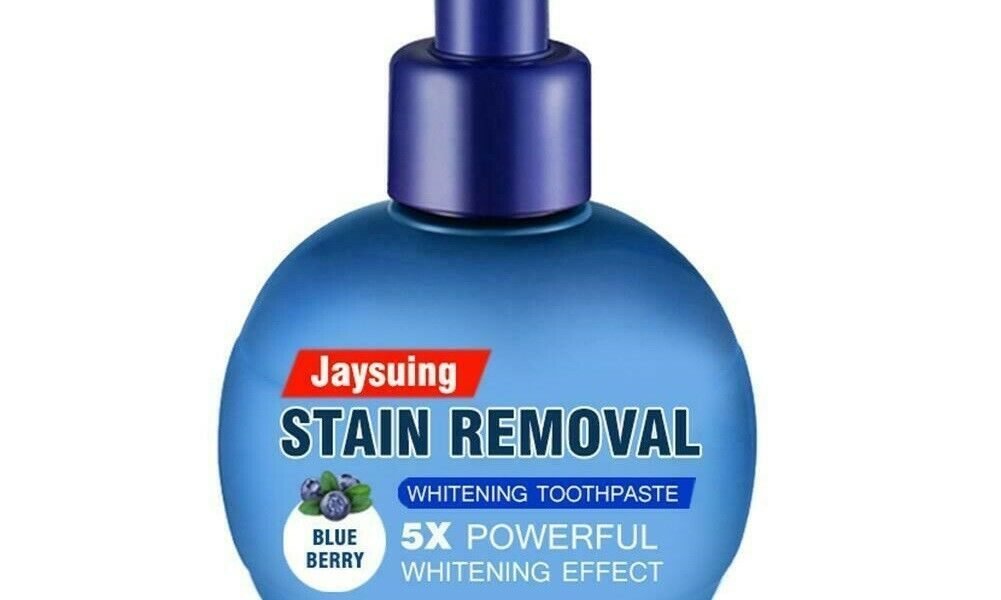 Jaysuing
STAIN REMOVAL
WHITENING TOOTHPASTE
BLUE
BERRY
5X POWERFUL
WHITENING EFFECT